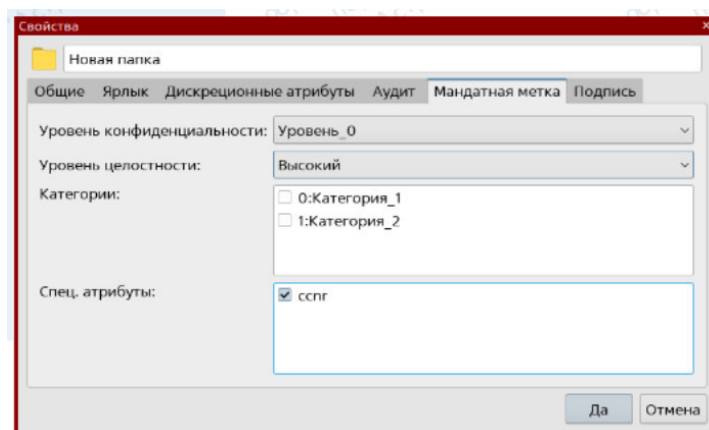 Свойства
Новая папка
Общие Ярлык Дискреционные атрибуты Аудит Мандатная метка Подпись
Уровень конфиденциальности: Уровень_0
Уровень целостности: Высокий
Категории: 0:Категория_1
1:Категория_2
Спец. атрибуты: ccnr
Да Отмена